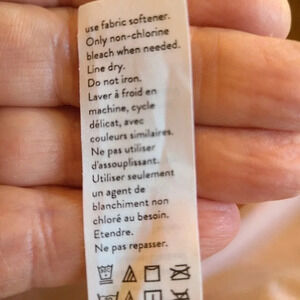 use fabric softener.
Only non-chlorine
bleach when needed.
Line dry.
Do not iron.
Laver à froid en
machine, cycle
délicat, avec
couleurs similaires.
Ne pas utiliser
d'assouplissant.
Utiliser seulement
un agent de
blanchiment non
chloré au besoin.
Etendre.
Ne pas repasser.